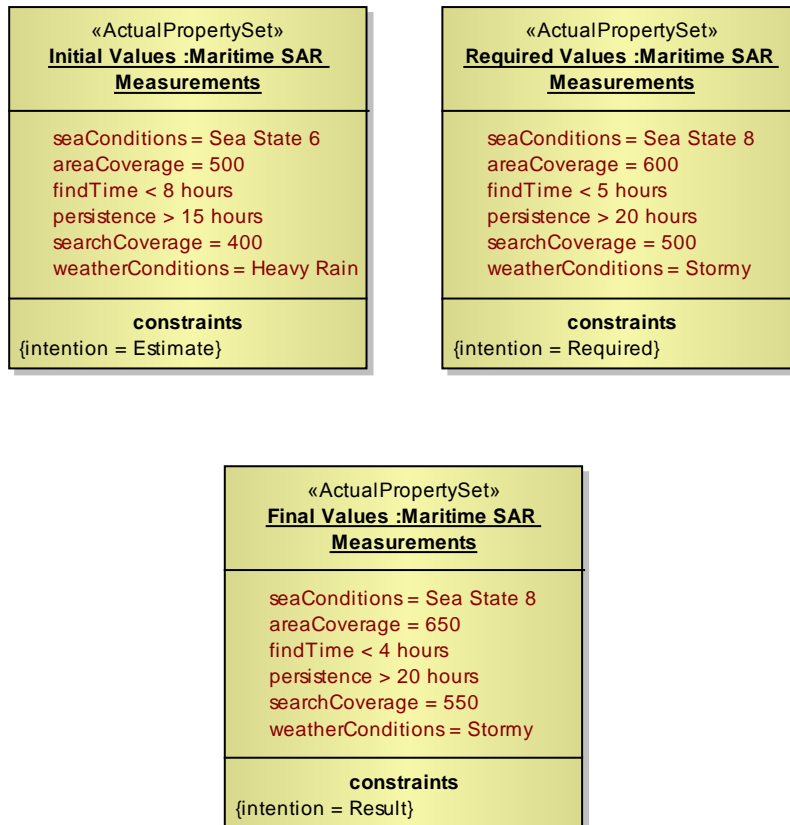 «ActualPropertySet»
Initial Values :Maritime SAR
Measurements
seaConditions = Sea State 6
areaCoverage = 500
findTime < 8 hours
persistence > 15 hours
searchCoverage = 400
weatherConditions = Heavy Rain
constraints
{intention = Estimate}
«ActualPropertySet»
Required Values :Maritime SAR
Measurements
seaConditions = Sea State 8
areaCoverage = 600
findTime < 5 hours
persistence > 20 hours
searchCoverage = 500
weatherConditions = Stormy
constraints
{intention = Required}
«ActualPropertySet»
Final Values :Maritime SAR
Measurements
seaConditions = Sea State 8
areaCoverage = 650
findTime < 4 hours
persistence > 20 hours
searchCoverage = 550
weatherConditions = Stormy
constraints
{intention = Result}